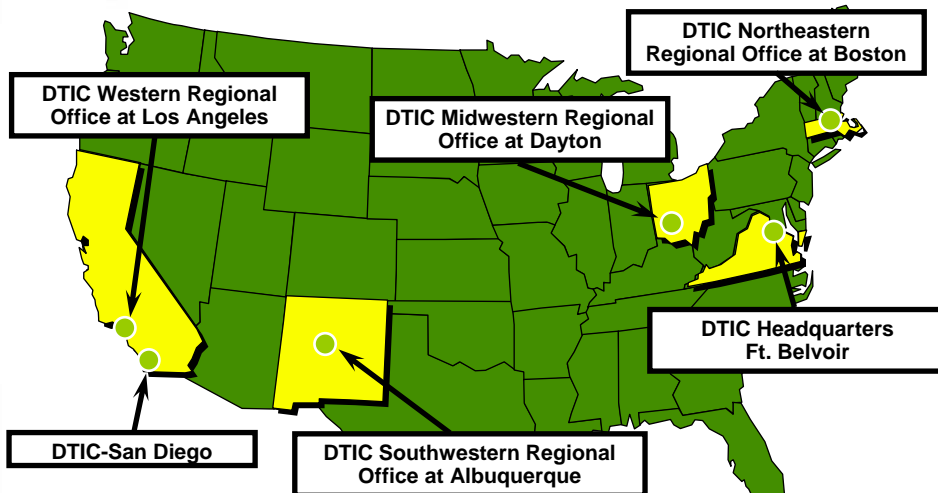 DTIC Northeastern
Regional Office at Boston
DTIC Western Regional
Office at Los Angeles
DTIC Midwestern Regional
Office at Dayton
DTIC Headquarters
Ft. Belvoir
DTIC-San Diego
DTIC Southwestern Regional
Office at Albuquerque